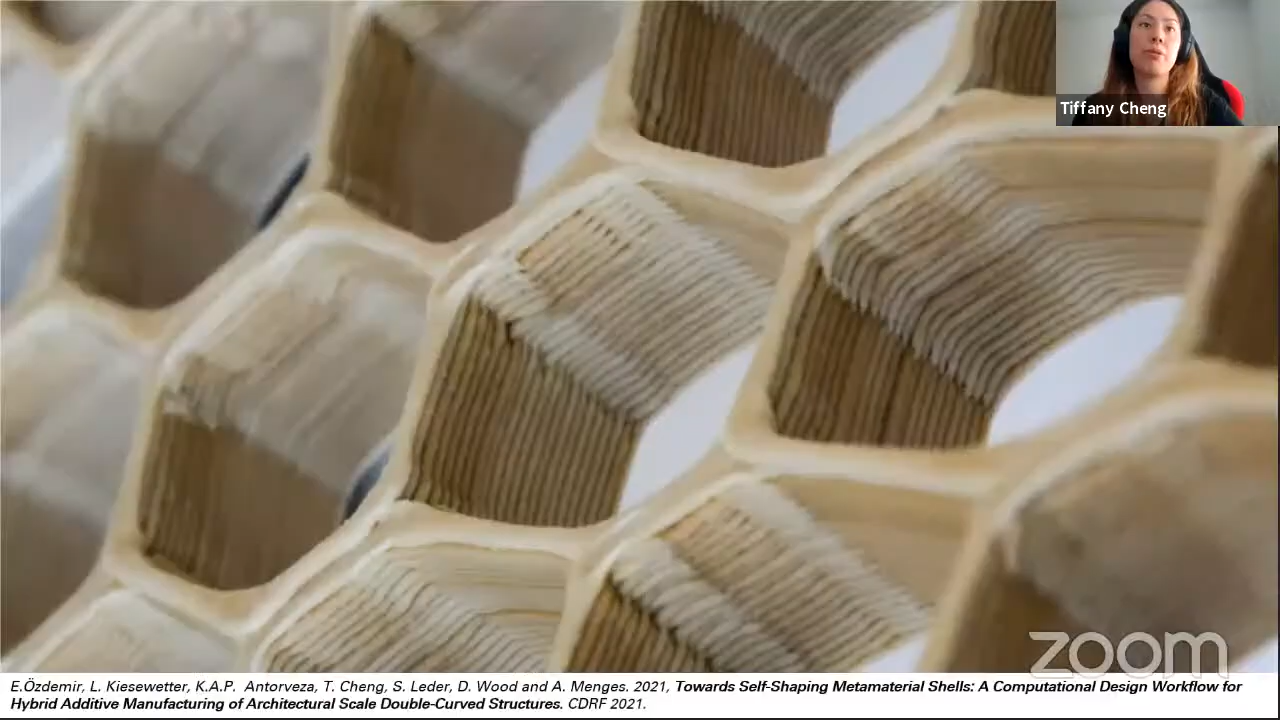 Tiffany Cheng
zoom
E.Özdemir, L. Kiesewetter, K.A.P. Antorveza, T. Cheng, S. Leder, D. Wood and A. Menges. 2021, Towards Self-Shaping Metamaterial Shells: A Computational Design Workflow for
Hybrid Additive Manufacturing of Architectural Scale Double-Curved Structures. CDRF 2021.